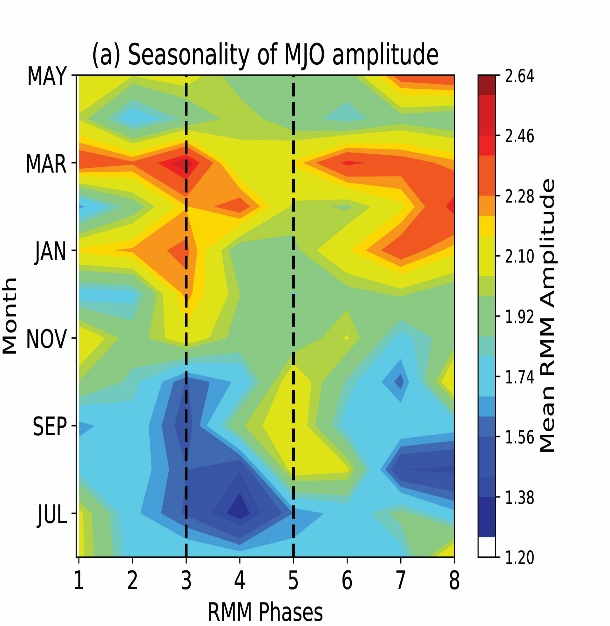 (a) Seasonality of MJO amplitude
MAY
MAR
JAN
NOV
SEP
JUL
Month
1 2 3 4 5 6 7 8
RMM Phases
2.64
2.46
2.28
2.10
1.92
1.74
1.56
1.38
1.20
Mean RMM Amplitude